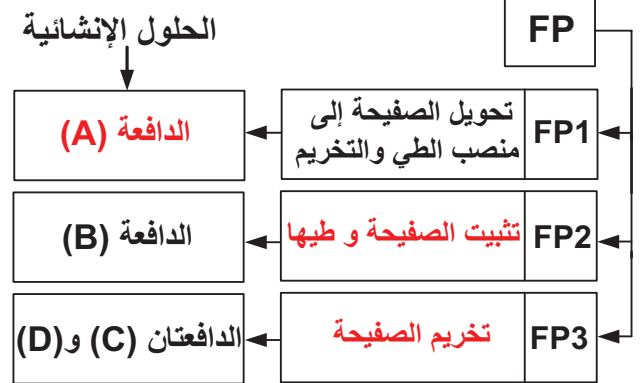 الحلول الإنشائية
FP
FP1
تحويل الصفيحة إلى
منصب الطي والتخريم
الدافعة (A)
FP2
تثبيت الصفيحة و طيها
الدافعة (B)
FP3
تخريم الصفيحة
الدافعتان (C) و(D)